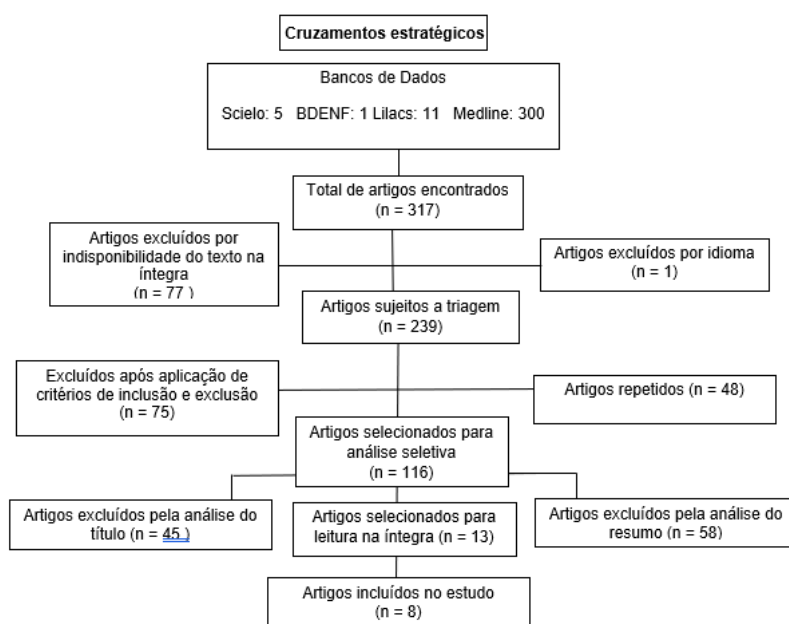 Cruzamentos estratégicos
Bancos de Dados
Scielo: 5 BDENF: 1 Lilacs: 11 Medline: 300
Total de artigos encontrados
(n = 317)
Artigos excluídos por
indisponibilidade do texto na
íntegra
(n = 77 )
Artigos excluídos por idioma
(n = 1)
Artigos sujeitos a triagem
(n = 239)
Excluídos após aplicação de
critérios de inclusão e exclusão
(n = 75)
Artigos repetidos (n = 48)
Artigos selecionados para
análise seletiva
(n = 116)
Artigos excluídos pela análise do
título (n = 45 )
Artigos selecionados para
leitura na íntegra (n = 13)
Artigos excluídos pela análise do
resumo (n = 58)
Artigos incluídos no estudo
(n = 8)